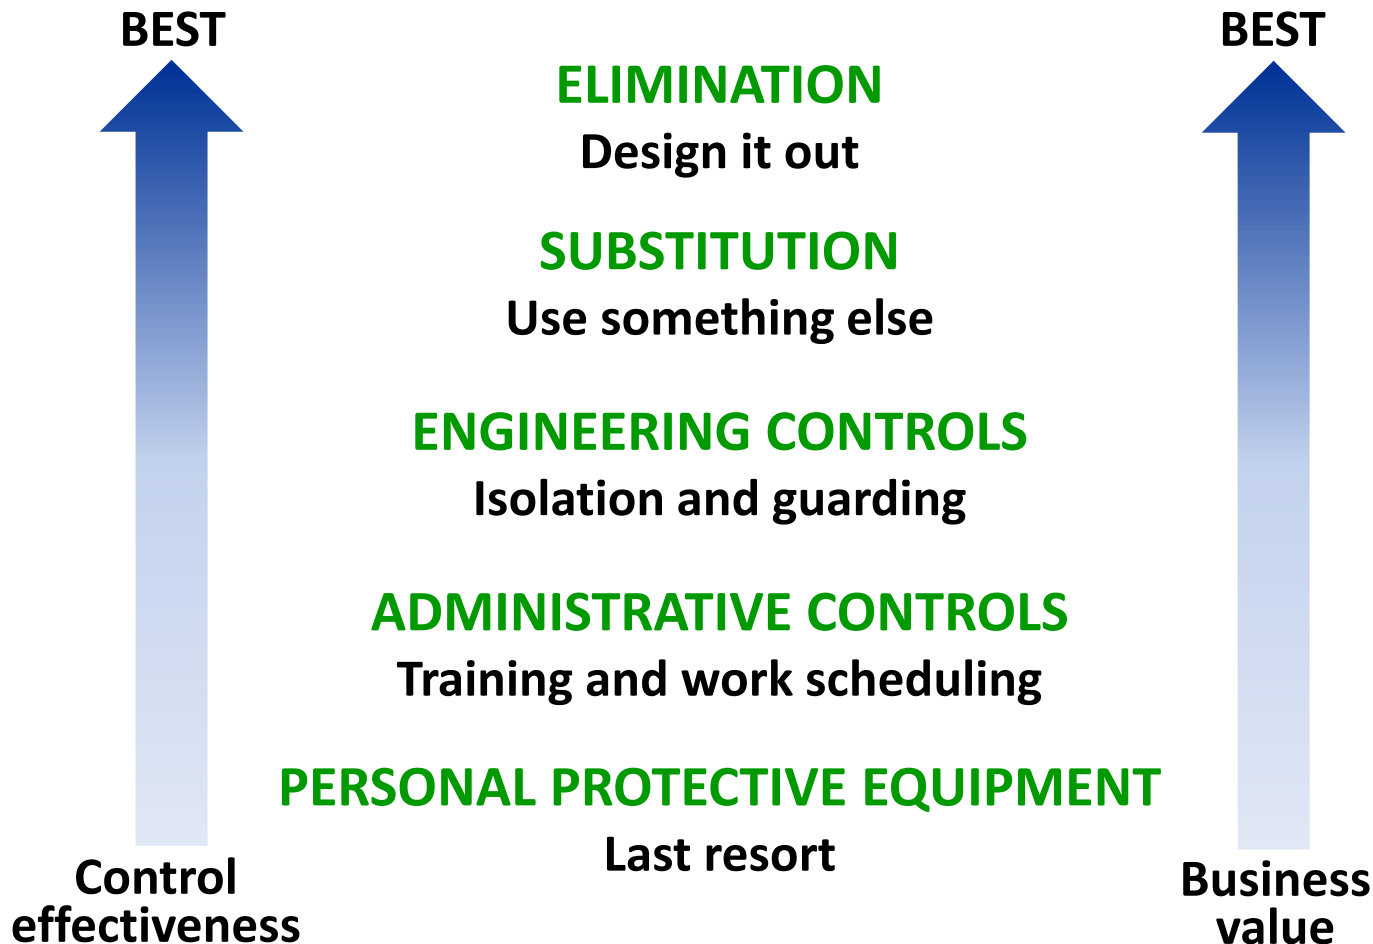 BEST
BEST
ELIMINATION
Design it out
SUBSTITUTION
Use something else
ENGINEERING CONTROLS
Isolation and guarding
ADMINISTRATIVE CONTROLS
Training and work scheduling
PERSONAL PROTECTIVE EQUIPMENT
Last resort
Control
effectiveness
Business
value